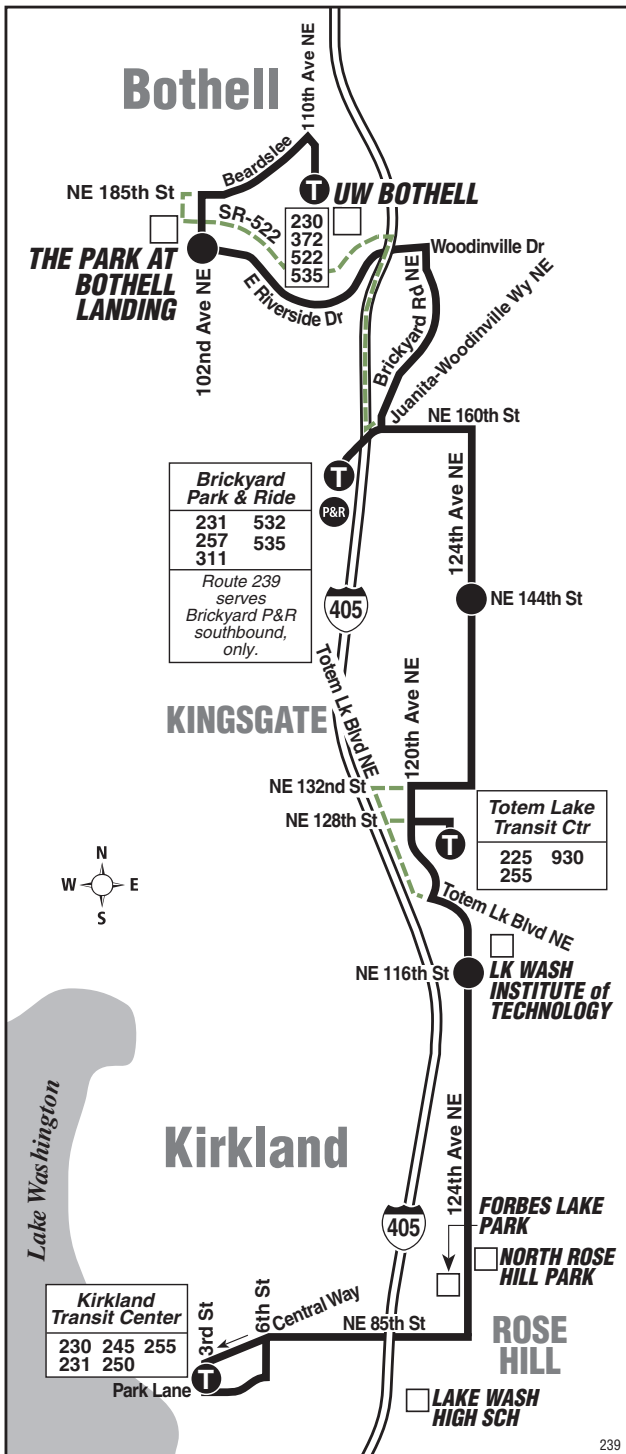 Bothell
110th Ave NE
Beardslee
NE 185th St
SR-522
T
UW BOTHELL
230
372
522
535
THE PARK AT
BOTHELL
LANDING
Woodinville Dr
E Riverside Dr
102nd Ave NE
Brickyard Rd NE
Juanita-Woodinville Wy NE
NE 160th St
T
P&R
Brickyard
Park & Ride
231 532
257 535
311
Route 239
serves
Brickyard P&R
southbound,
only.
405
124th Ave NE
NE 144th St
Totem Lk Blvd NE
120th Ave NE
KINGSGATE
NE 132nd St
NE 128th St
T
Totem Lake
Transit Ctr
225 930
255
N
W E
S
Totem Lk Blvd NE
NE 116th St
LK WASH
INSTITUTE of
TECHNOLOGY
Lake Washington
Kirkland
124th Ave NE
405
FORBES LAKE
PARK
NORTH ROSE
HILL PARK
Kirkland
Transit Center
230 245 255
231 250
3rd St
6th St
Central Way
NE 85th St
ROSE
HILL
T
Park Lane
LAKE WASH
HIGH SCH
239